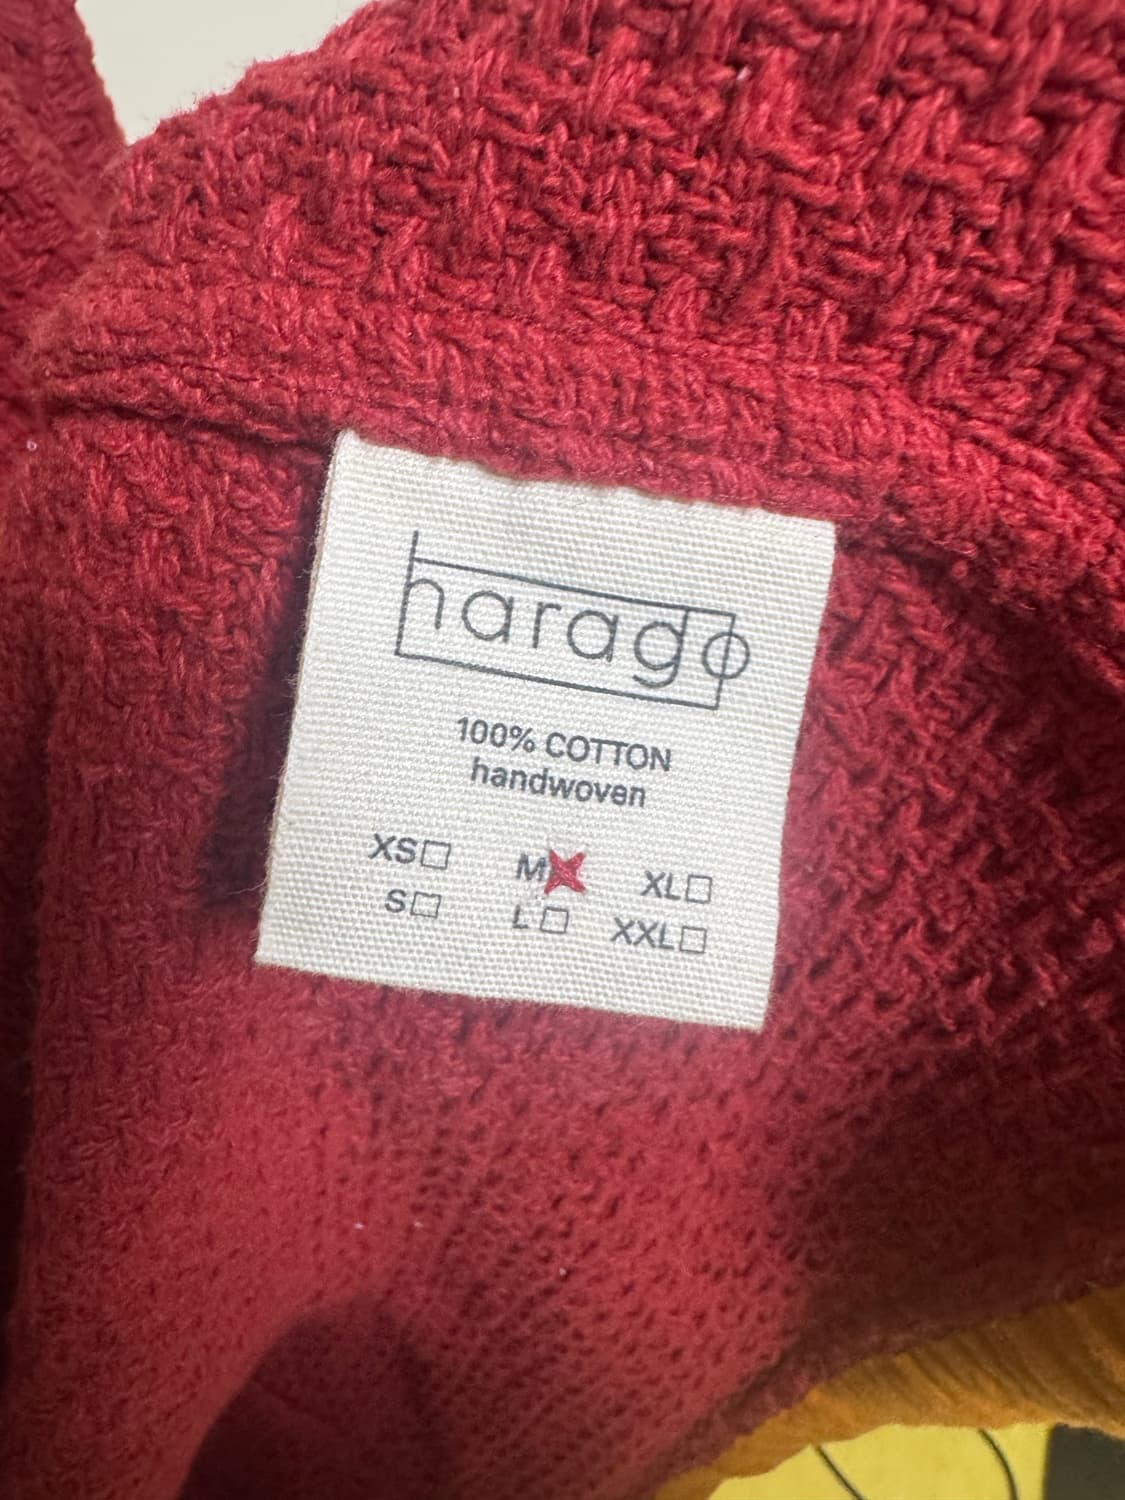 harago
100% COTTON
handwoven
XS M XL
S L XXL